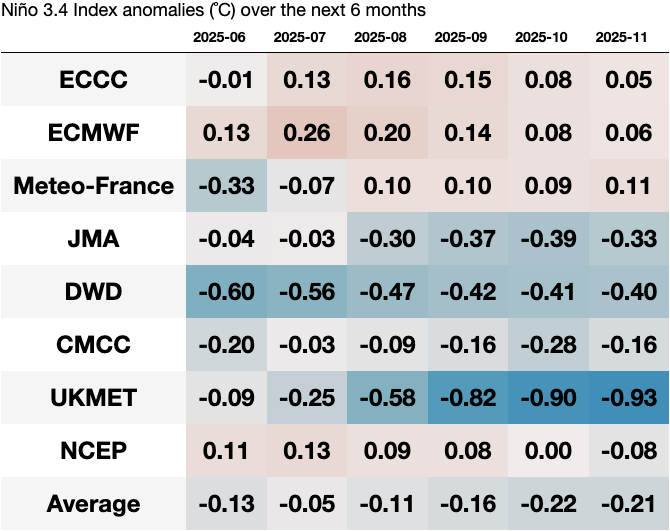 Niño 3.4 Index anomalies (°C) over the next 6 months
2025-06 2025-07 2025-08 2025-09 2025-10 2025-11
ECCC -0.01 0.13 0.16 0.15 0.08 0.05
ECMWF 0.13 0.26 0.20 0.14 0.08 0.06
Meteo-France -0.33 -0.07 0.10 0.10 0.09 0.11
JMA -0.04 -0.03 -0.30 -0.37 -0.39 -0.33
DWD -0.60 -0.56 -0.47 -0.42 -0.41 -0.40
CMCC -0.20 -0.03 -0.09 -0.16 -0.28 -0.16
UKMET -0.09 -0.25 -0.58 -0.82 -0.90 -0.93
NCEP 0.11 0.13 0.09 0.08 0.00 -0.08
Average -0.13 -0.05 -0.11 -0.16 -0.22 -0.21